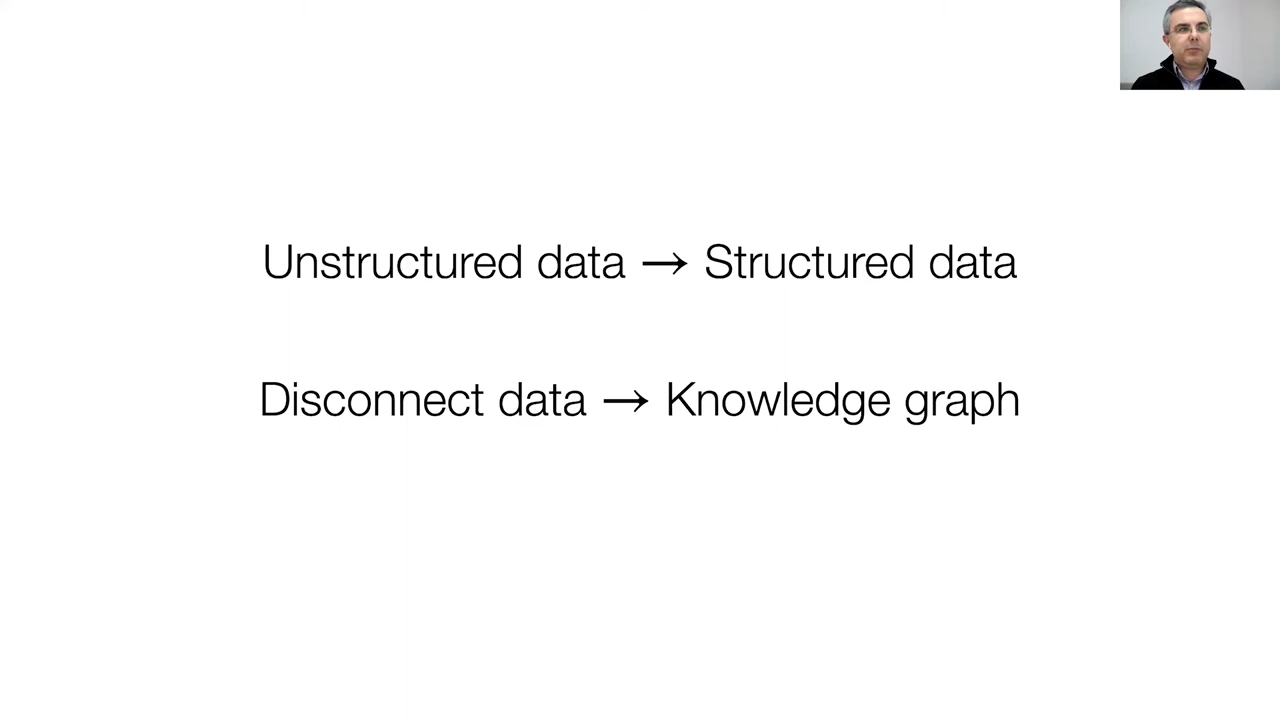 Unstructured data → Structured data
Disconnect data → Knowledge graph